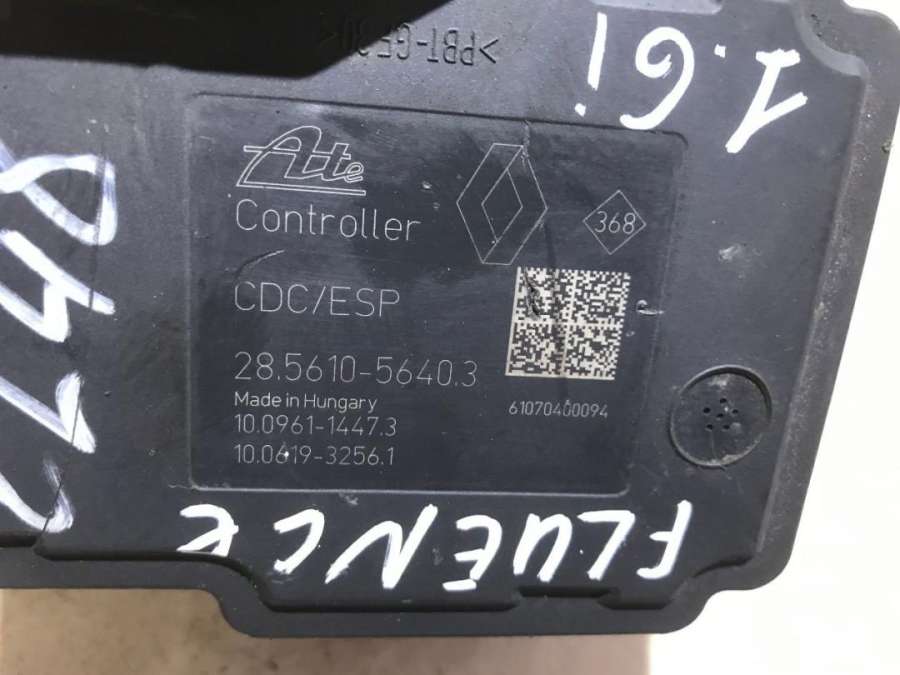 >PBT-GF30<
1.6i
Ate
Controller
368
CDC/ESP
28.5610-5640.3
Made in Hungary
10.0961-1447.3
10.0619-3256.1
61070400094
FLUENCE